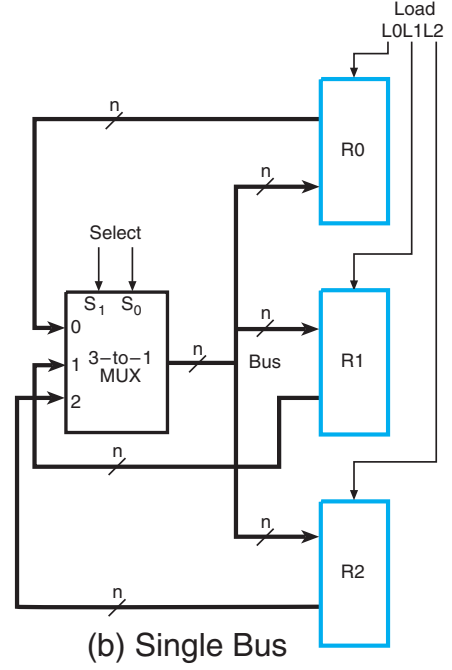 Load
L0L1L2
n
R0
n
Select
S1 S0
0
3-to-1
MUX
1
2
n
n
Bus
R1
n
n
R2
n
(b) Single Bus